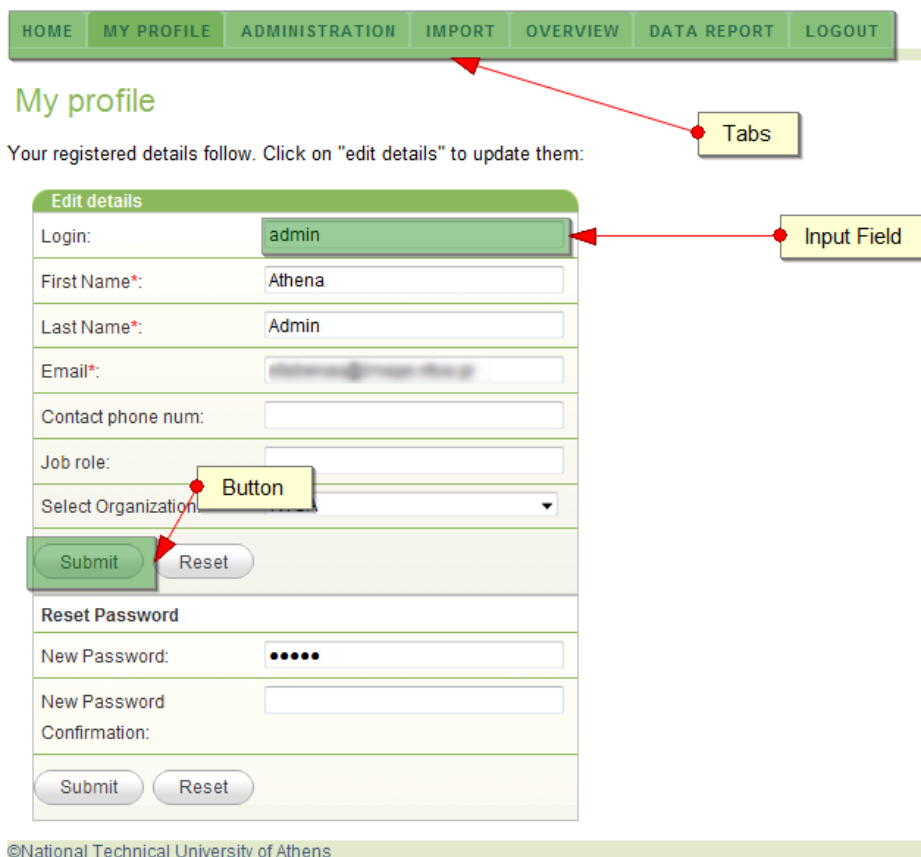 HOME MY PROFILE ADMINISTRATION IMPORT OVERVIEW DATA REPORT LOGOUT
My profile
Tabs
Your registered details follow. Click on "edit details" to update them:
Edit details
Login: admin
Input Field
First Name*: Athena
Last Name*: Admin
Email*:
Contact phone num:
Job role:
Button
Select Organization:
Submit Reset
Reset Password
New Password: •••••
New Password
Confirmation:
Submit Reset
©National Technical University of Athens